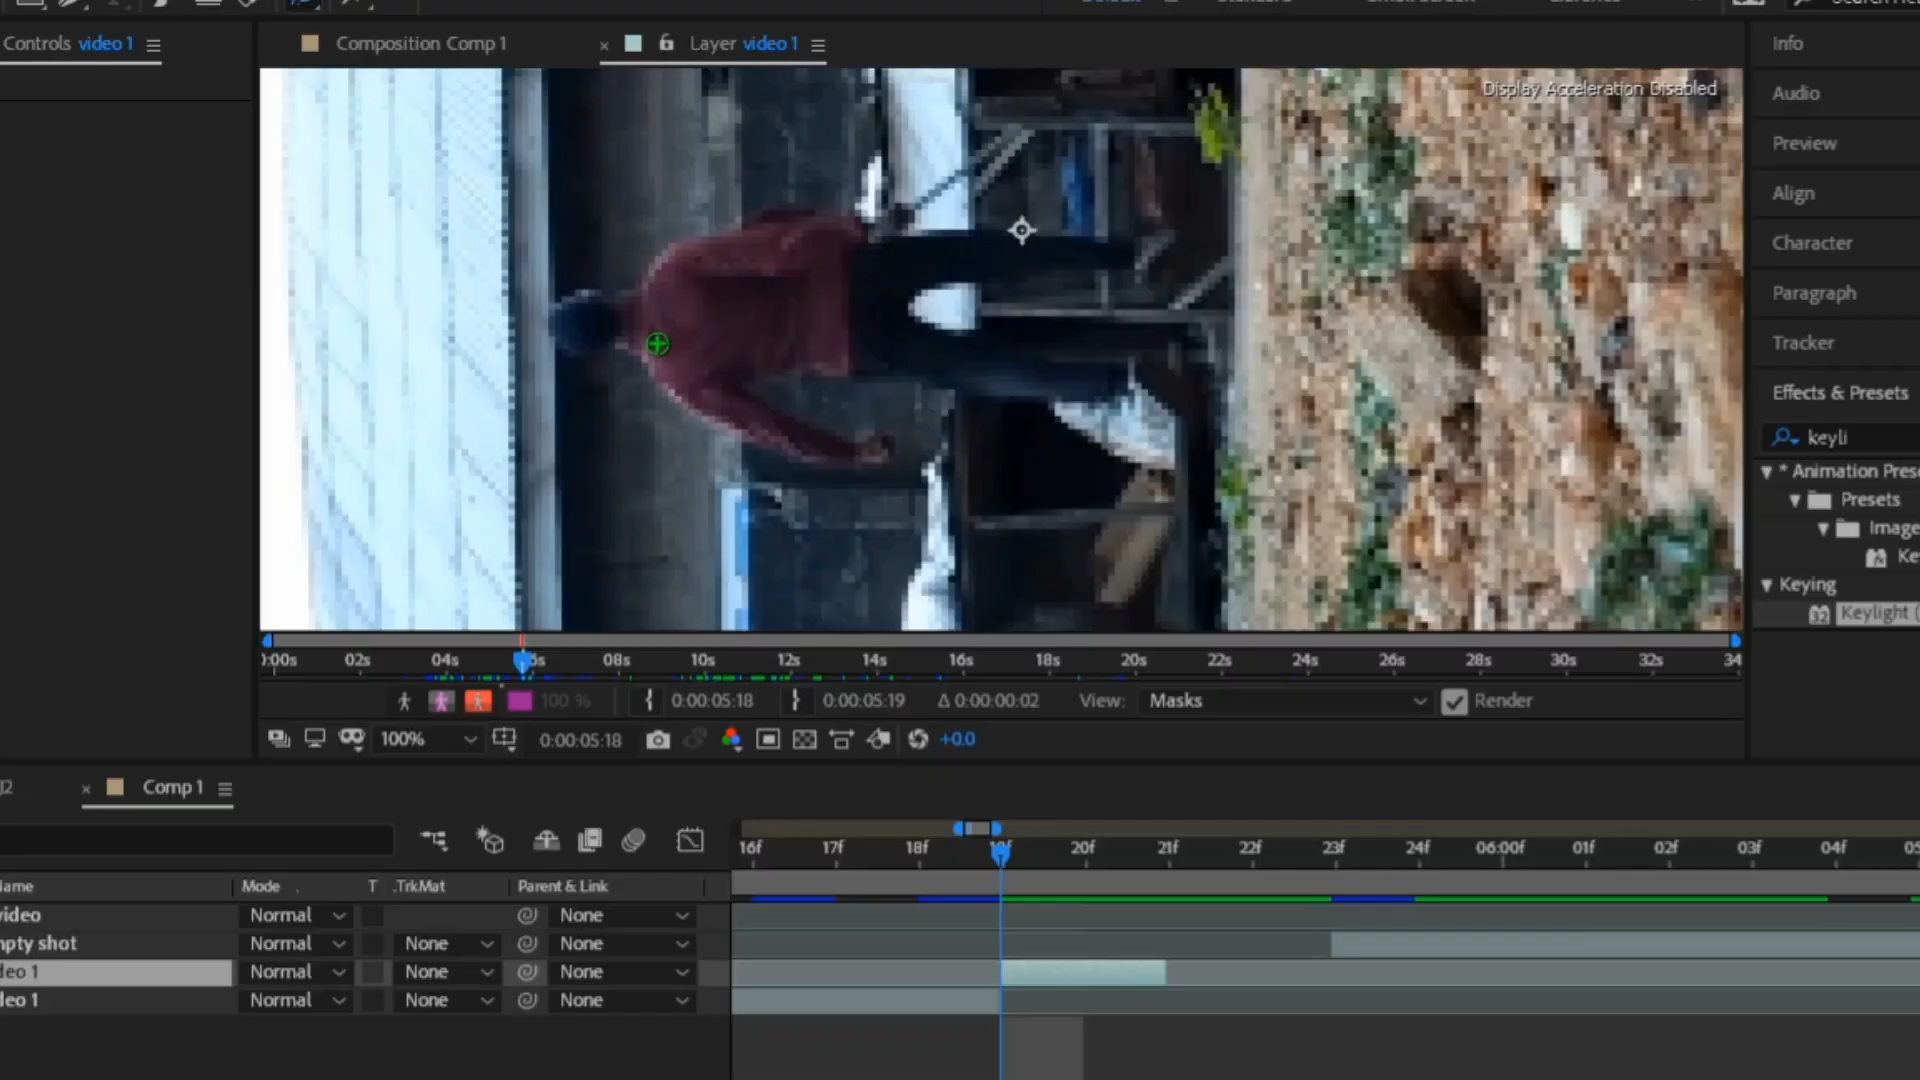 Default
Controls video 1
Composition Comp 1
Layer video 1
Info
Display Acceleration Disabled
Audio
Preview
Align
Character
Paragraph
Tracker
Effects & Presets
keyli
* Animation Prese
Presets
Image
Ke
Keying
Keylight (
0:00s 02s 04s 08s 10s 12s 14s 16s 18s 20s 22s 24s 26s 28s 30s 32s 34
100 % 0:00:05:18 0:00:05:19 Δ 0:00:00:02 View: Masks Render
100% 0:00:05:18 +0.0
Comp 1
16f 17f 18f 20f 21f 22f 23f 24f 06:00f 01f 02f 03f 04f 05
Name Mode T .TrkMat Parent & Link
video Normal None
mpty shot Normal None None
deo 1 Normal None None
deo 1 Normal None None